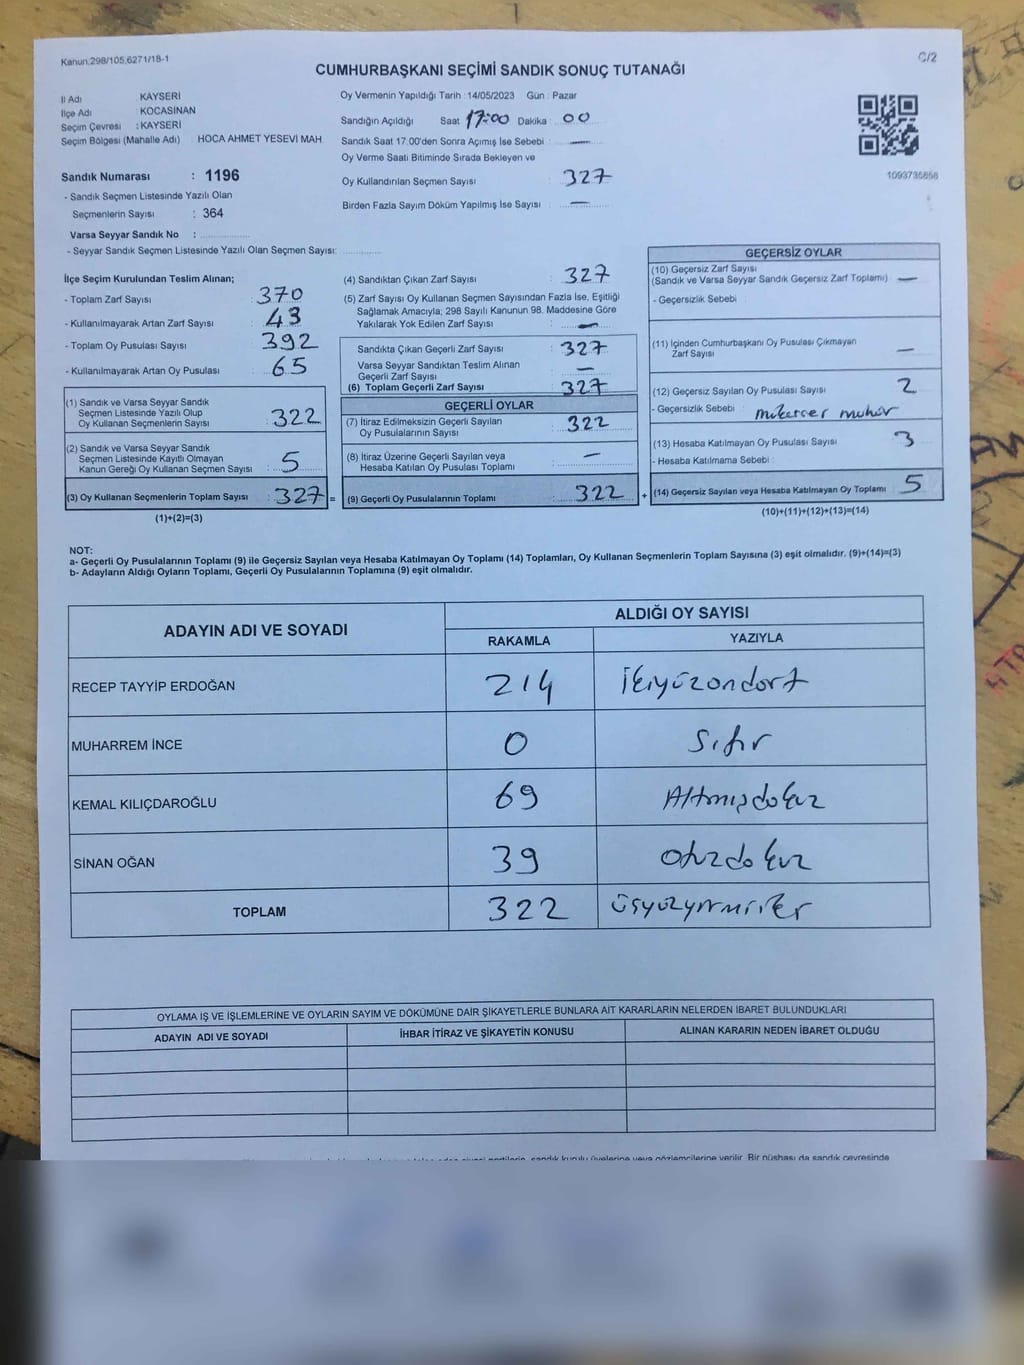 Kanun:298/105,6271/18-1
C/2
CUMHURBAŞKANI SEÇİMİ SANDIK SONUÇ TUTANAĞI
İl Adı : KAYSERİ
İlçe Adı : KOCASİNAN
Seçim Çevresi : KAYSERİ
Seçim Bölgesi (Mahalle Adı) : HOCA AHMET YESEVİ MAH.
Sandık Numarası : 1196
- Sandık Seçmen Listesinde Yazılı Olan
Seçmenlerin Sayısı : 364
Varsa Seyyar Sandık No :
- Seyyar Sandık Seçmen Listesinde Yazılı Olan Seçmen Sayısı:
Oy Vermenin Yapıldığı Tarih : 14/05/2023 Gün : Pazar
Sandığın Açıldığı Saat 17:00 Dakika : 00
Sandık Saat 17.00'den Sonra Açımış İse Sebebi : —
Oy Verme Saati Bitiminde Sırada Bekleyen ve
Oy Kullandırılan Seçmen Sayısı : 327
Birden Fazla Sayım Döküm Yapılmış İse Sayısı : —
1093735856
İlçe Seçim Kurulundan Teslim Alınan;
- Toplam Zarf Sayısı : 370
- Kullanılmayarak Artan Zarf Sayısı : 43
- Toplam Oy Pusulası Sayısı : 392
- Kullanılmayarak Artan Oy Pusulası : 65
(1) Sandık ve Varsa Seyyar Sandık
Seçmen Listesinde Yazılı Olup
Oy Kullanan Seçmenlerin Sayısı : 322
(2) Sandık ve Varsa Seyyar Sandık
Seçmen Listesinde Kayıtlı Olmayan
Kanun Gereği Oy Kullanan Seçmen Sayısı : 5
(3) Oy Kullanan Seçmenlerin Toplam Sayısı : 327 =
(1)+(2)=(3)
(4) Sandıktan Çıkan Zarf Sayısı : 327
(5) Zarf Sayısı Oy Kullanan Seçmen Sayısından Fazla İse, Eşitliği
Sağlamak Amacıyla; 298 Sayılı Kanunun 98. Maddesine Göre
Yakılarak Yok Edilen Zarf Sayısı : —
Sandıkta Çıkan Geçerli Zarf Sayısı : 327
Varsa Seyyar Sandıktan Teslim Alınan
Geçerli Zarf Sayısı : —
(6) Toplam Geçerli Zarf Sayısı : 327
GEÇERLİ OYLAR
(7) İtiraz Edilmeksizin Geçerli Sayılan
Oy Pusulalarının Sayısı : 322
(8) İtiraz Üzerine Geçerli Sayılan veya
Hesaba Katılan Oy Pusulası Toplamı : —
(9) Geçerli Oy Pusulalarının Toplamı : 322 +
GEÇERSİZ OYLAR
(10) Geçersiz Zarf Sayısı
(Sandık ve Varsa Seyyar Sandık Geçersiz Zarf Toplamı) : —
- Geçersizlik Sebebi :
(11) İçinden Cumhurbaşkanı Oy Pusulası Çıkmayan
Zarf Sayısı : —
(12) Geçersiz Sayılan Oy Pusulası Sayısı : 2
- Geçersizlik Sebebi : mükerrer mühür
(13) Hesaba Katılmayan Oy Pusulası Sayısı : 3
- Hesaba Katılmama Sebebi :
(14) Geçersiz Sayılan veya Hesaba Katılmayan Oy Toplamı : 5
(10)+(11)+(12)+(13)=(14)
NOT:
a- Geçerli Oy Pusulalarının Toplamı (9) ile Geçersiz Sayılan veya Hesaba Katılmayan Oy Toplamı (14) Toplamları, Oy Kullanan Seçmenlerin Toplam Sayısına (3) eşit olmalıdır. (9)+(14)=(3)
b- Adayların Aldığı Oyların Toplamı, Geçerli Oy Pusulalarının Toplamına (9) eşit olmalıdır.
ADAYIN ADI VE SOYADI
ALDIĞI OY SAYISI
RAKAMLA YAZIYLA
RECEP TAYYİP ERDOĞAN 214 ikiyüzondört
MUHARREM İNCE 0 Sıfır
KEMAL KILIÇDAROĞLU 69 Altmışdokuz
SİNAN OĞAN 39 otuzdokuz
TOPLAM 322 üçyüzyirmiiki
OYLAMA İŞ VE İŞLEMLERİNE VE OYLARIN SAYIM VE DÖKÜMÜNE DAİR ŞİKAYETLERLE BUNLARA AİT KARARLARIN NELERDEN İBARET BULUNDUKLARI
ADAYIN ADI VE SOYADI İHBAR İTİRAZ VE ŞİKAYETİN KONUSU ALINAN KARARIN NEDEN İBARET OLDUĞU
sandık kurulu üyelerine veya gözlemcilerine verilir. Bir nüshası da sandık çevresinde